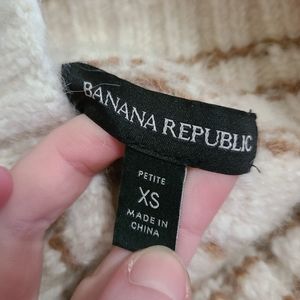 BANANA REPUBLIC
PETITE
XS
MADE IN
CHINA